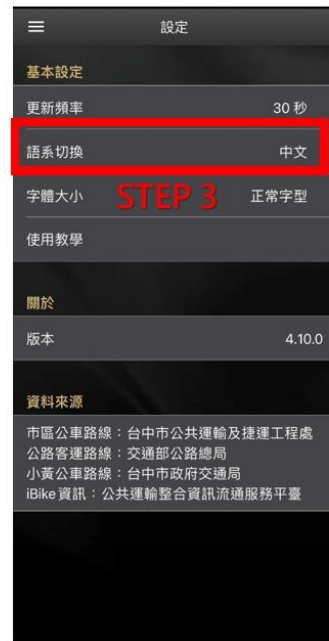 設定
基本設定
更新頻率 30 秒
語系切換 中文
字體大小 STEP 3 正常字型
使用教學
關於
版本 4.10.0
資料來源
市區公車路線：台中市公共運輸及捷運工程處
公路客運路線：交通部公路總局
小黃公車路線：台中市政府交通局
iBike 資訊：公共運輸整合資訊流通服務平臺